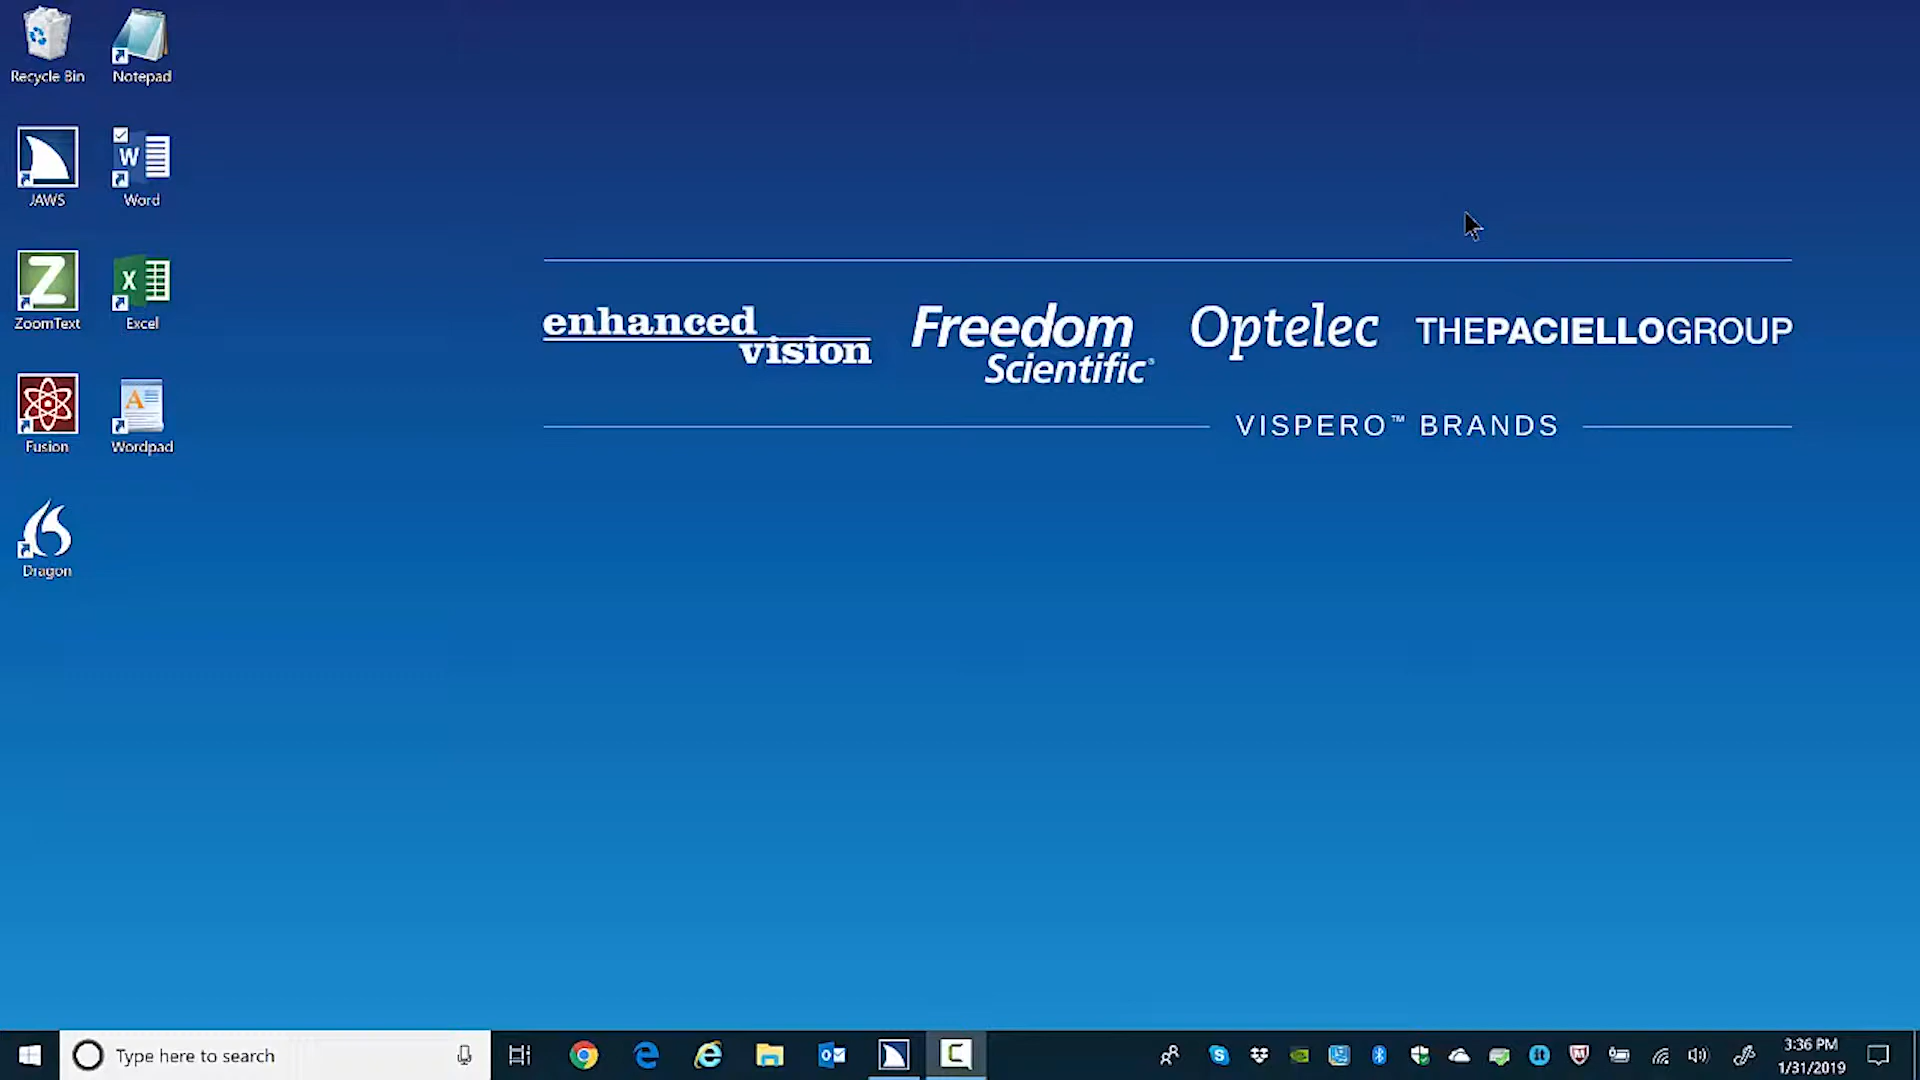 Recycle Bin
Notepad
JAWS
Word
ZoomText
Excel
Fusion
Wordpad
Dragon
enhanced
vision
Freedom
Scientific®
Optelec
THEPACIELLOGROUP
VISPERO™ BRANDS
Type here to search
3:36 PM
1/31/2019